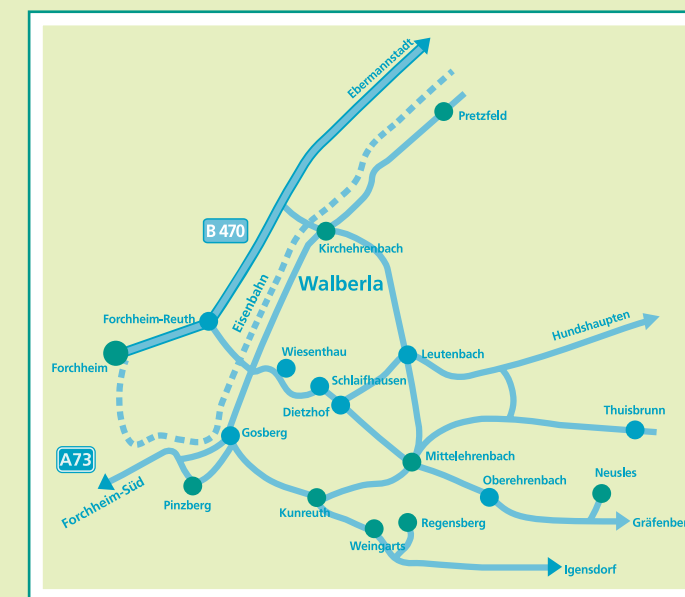 Ebermannstadt
Pretzfeld
B 470
Kirchehrenbach
Walberla
Eisenbahn
Forchheim-Reuth
Hundshaupten
Wiesenthau
Leutenbach
Forchheim
Schlaifhausen
Dietzhof
Thuisbrunn
Gosberg
A73
Mittelehrenbach
Neusles
Oberehrenbach
Forchheim-Süd
Pinzberg
Kunreuth
Regensberg
Gräfenber
Weingarts
Igensdorf